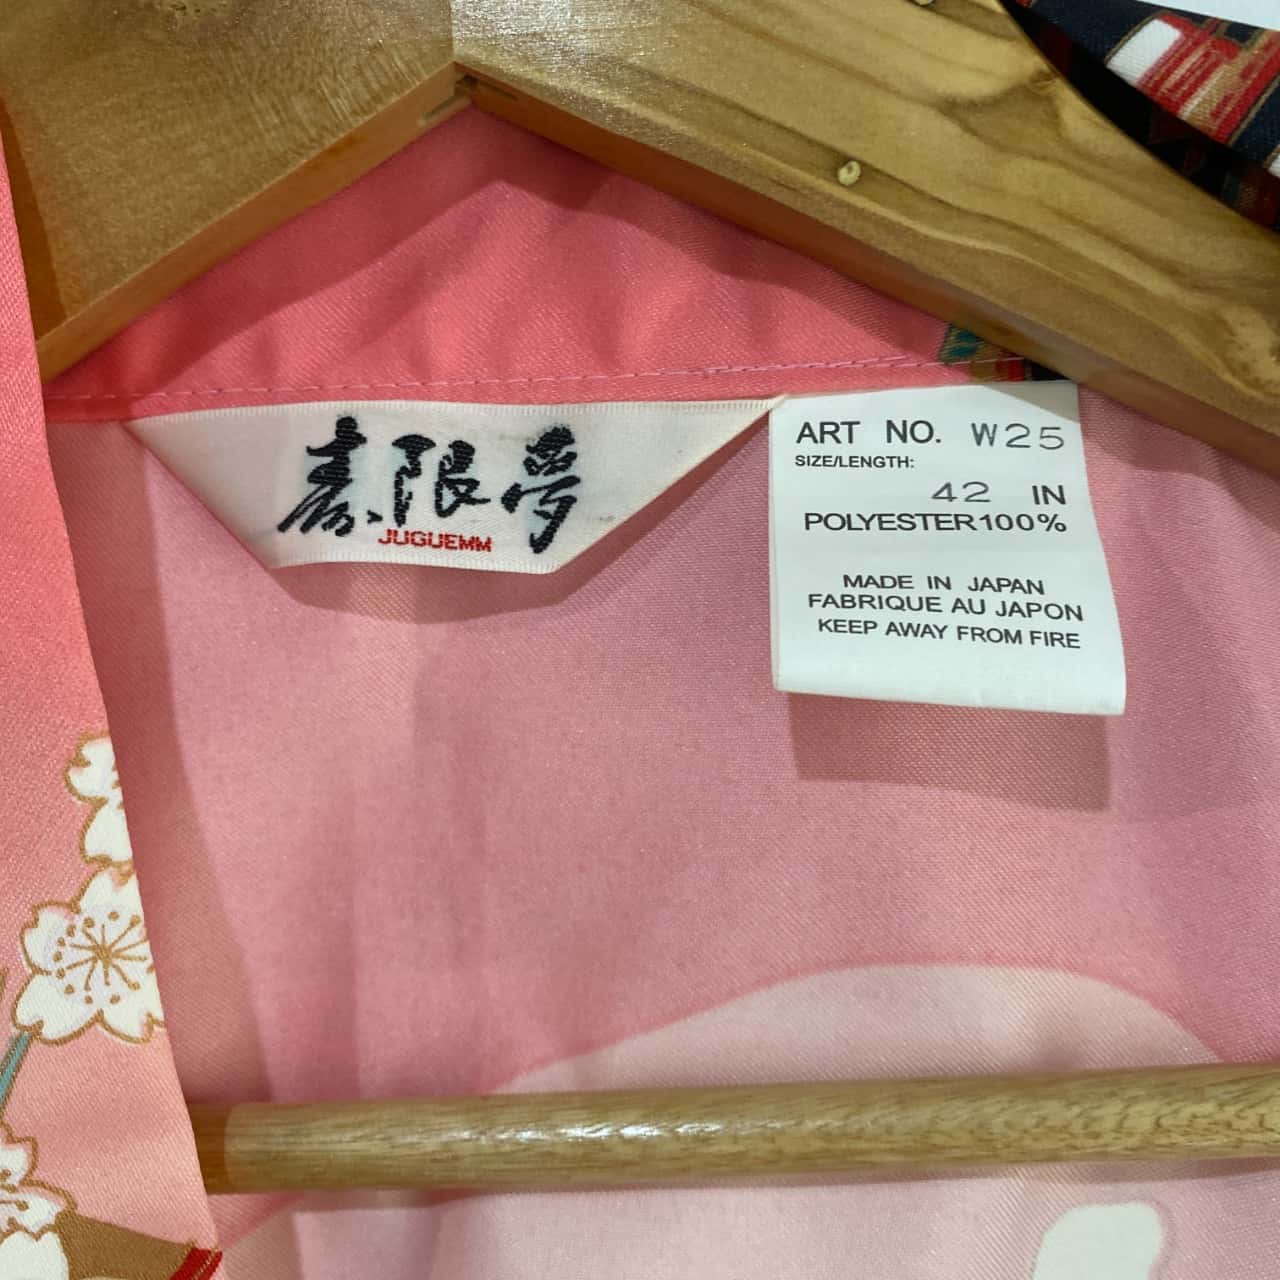 壽限夢
JUGUEMM
ART NO. W25
SIZE/LENGTH:
42 IN
POLYESTER100%
MADE IN JAPAN
FABRIQUE AU JAPON
KEEP AWAY FROM FIRE